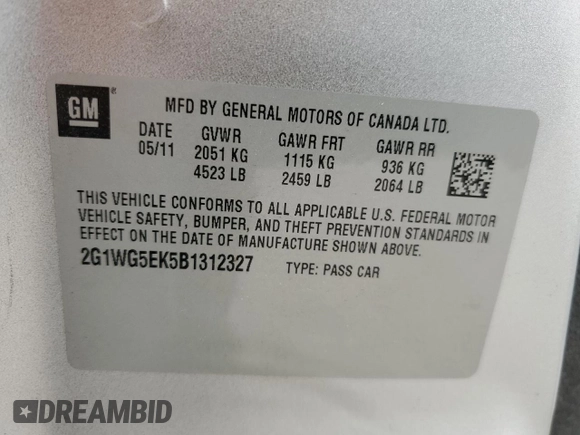 GM ®
MFD BY GENERAL MOTORS OF CANADA LTD.
DATE GVWR GAWR FRT GAWR RR
05/11 2051 KG 1115 KG 936 KG
4523 LB 2459 LB 2064 LB
THIS VEHICLE CONFORMS TO ALL APPLICABLE U.S. FEDERAL MOTOR
VEHICLE SAFETY, BUMPER, AND THEFT PREVENTION STANDARDS IN
EFFECT ON THE DATE OF MANUFACTURE SHOWN ABOVE.
2G1WG5EK5B1312327 TYPE: PASS CAR
DREAMBID